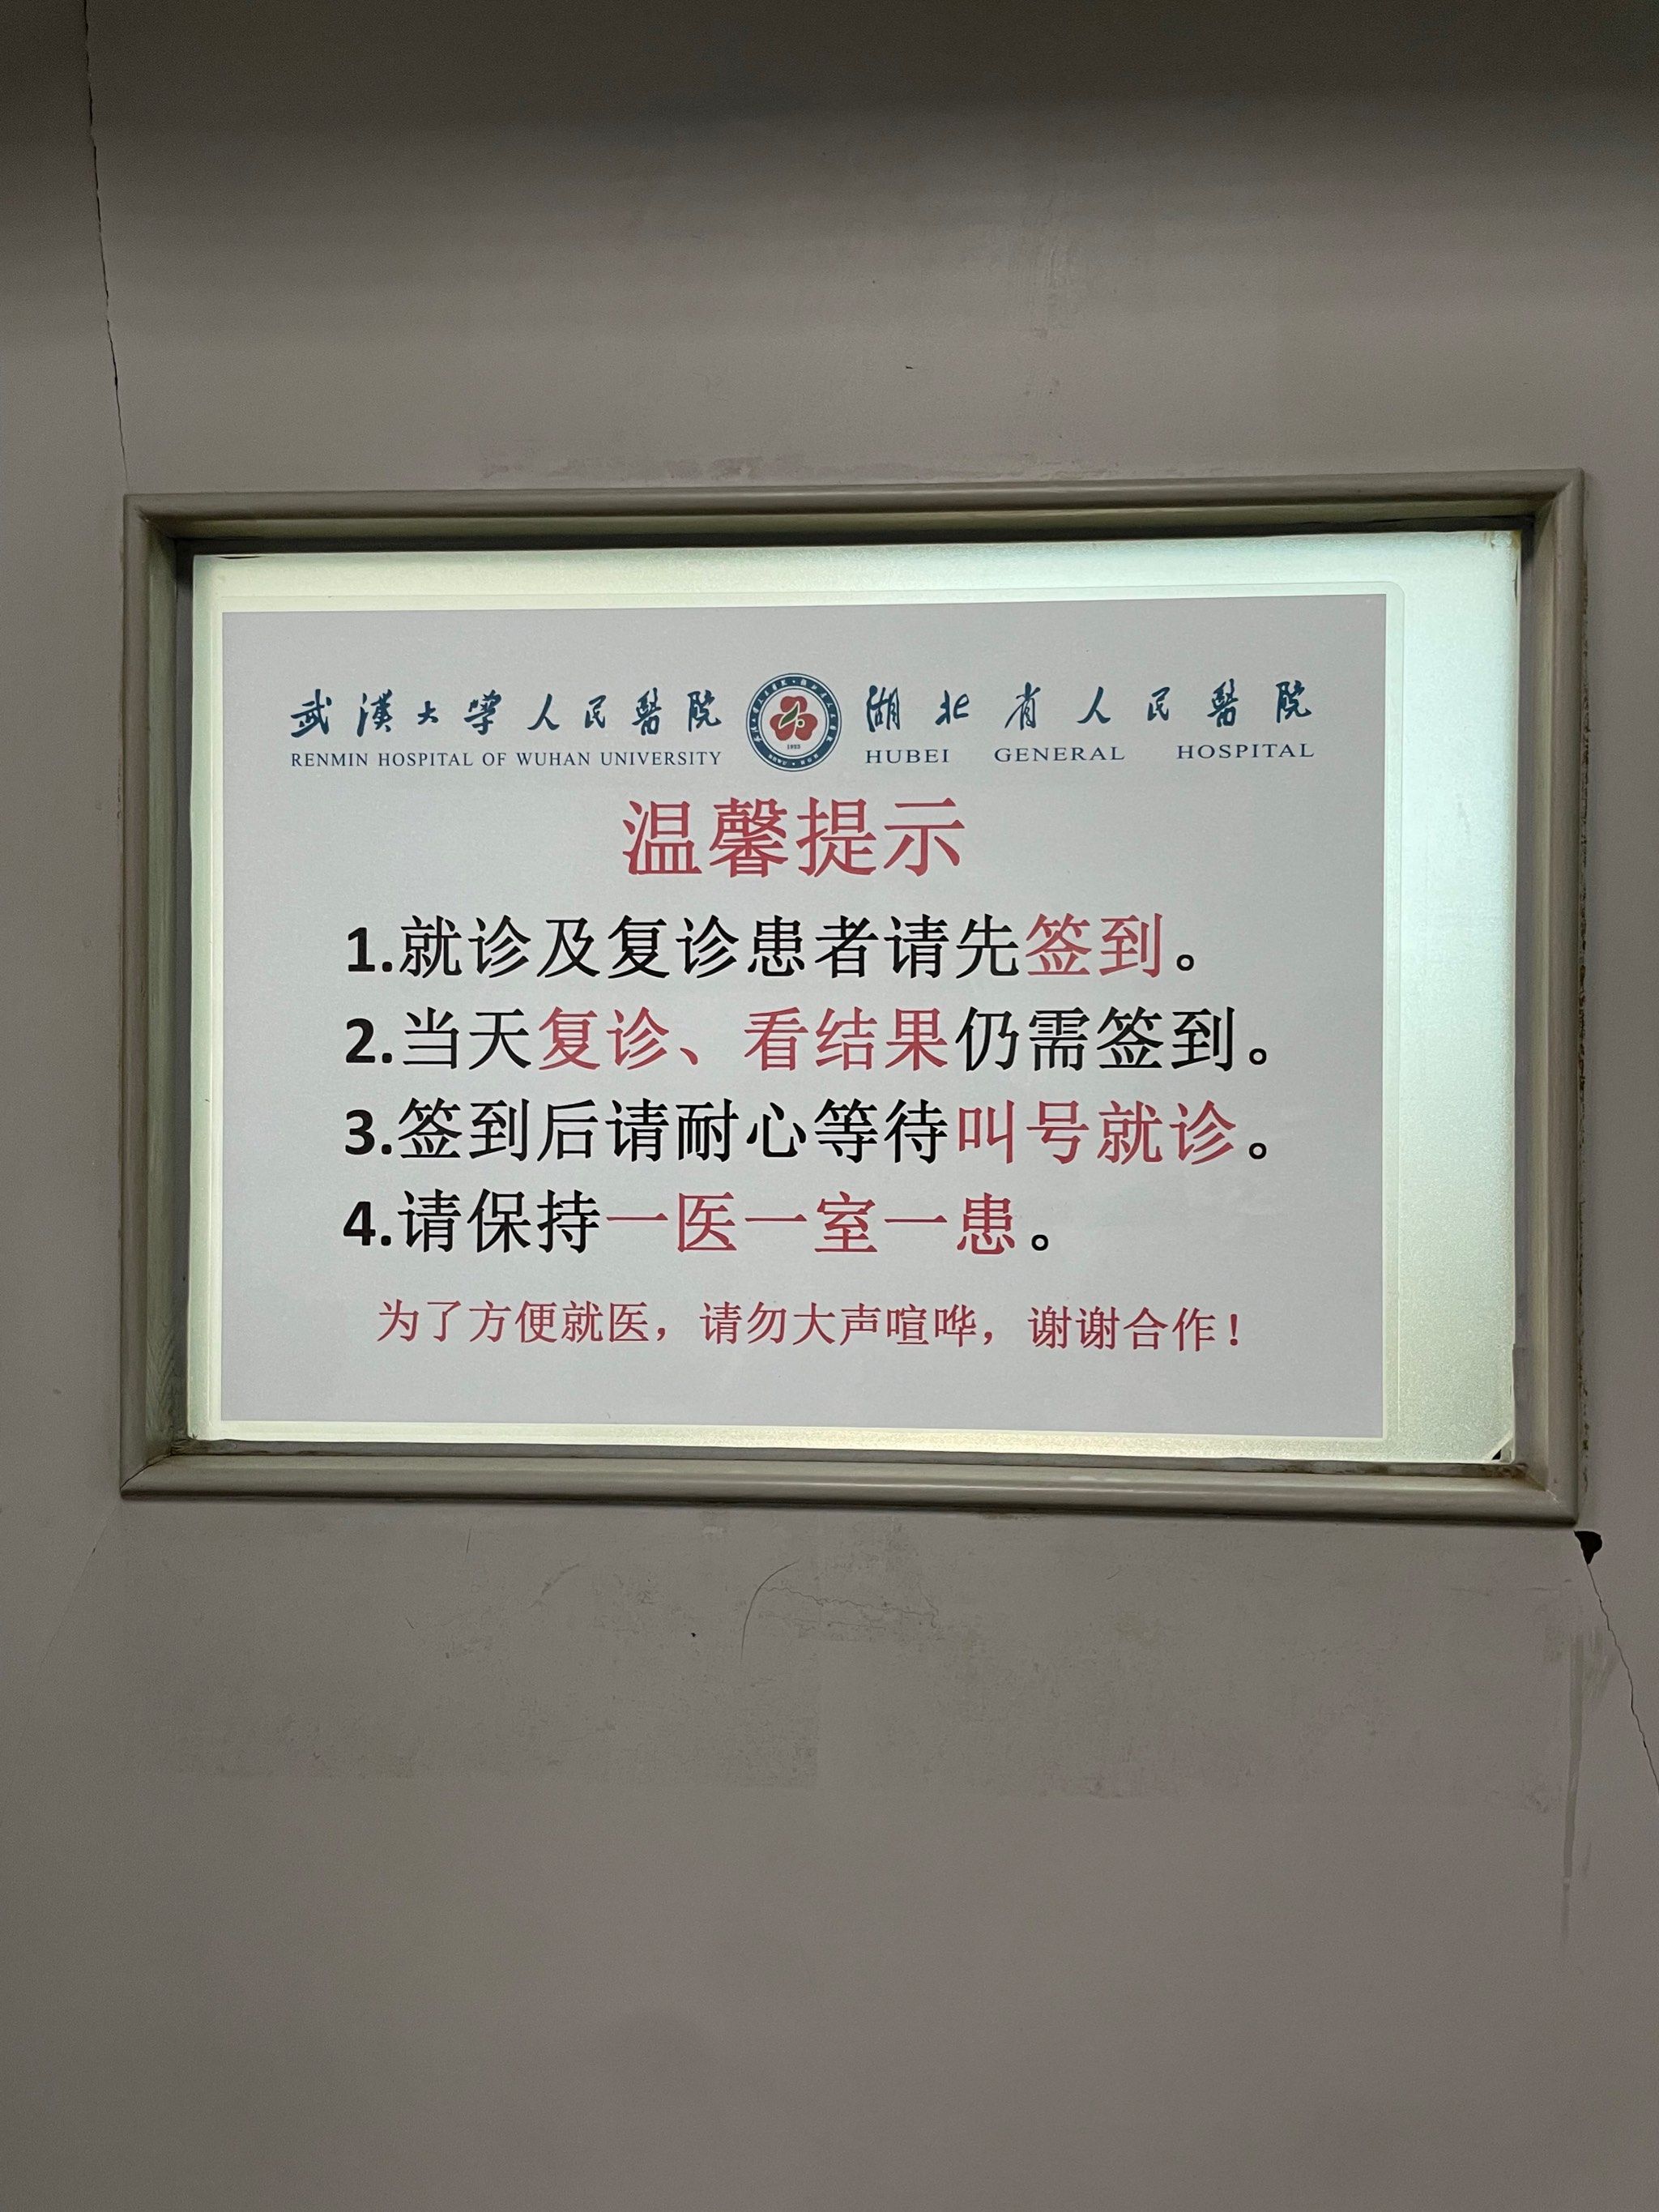 武漢大學人民醫院 湖北省人民醫院
RENMIN HOSPITAL OF WUHAN UNIVERSITY HUBEI GENERAL HOSPITAL
1923
温馨提示
1.就诊及复诊患者请先签到。
2.当天复诊、看结果仍需签到。
3.签到后请耐心等待叫号就诊。
4.请保持一医一室一患。
为了方便就医，请勿大声喧哗，谢谢合作！